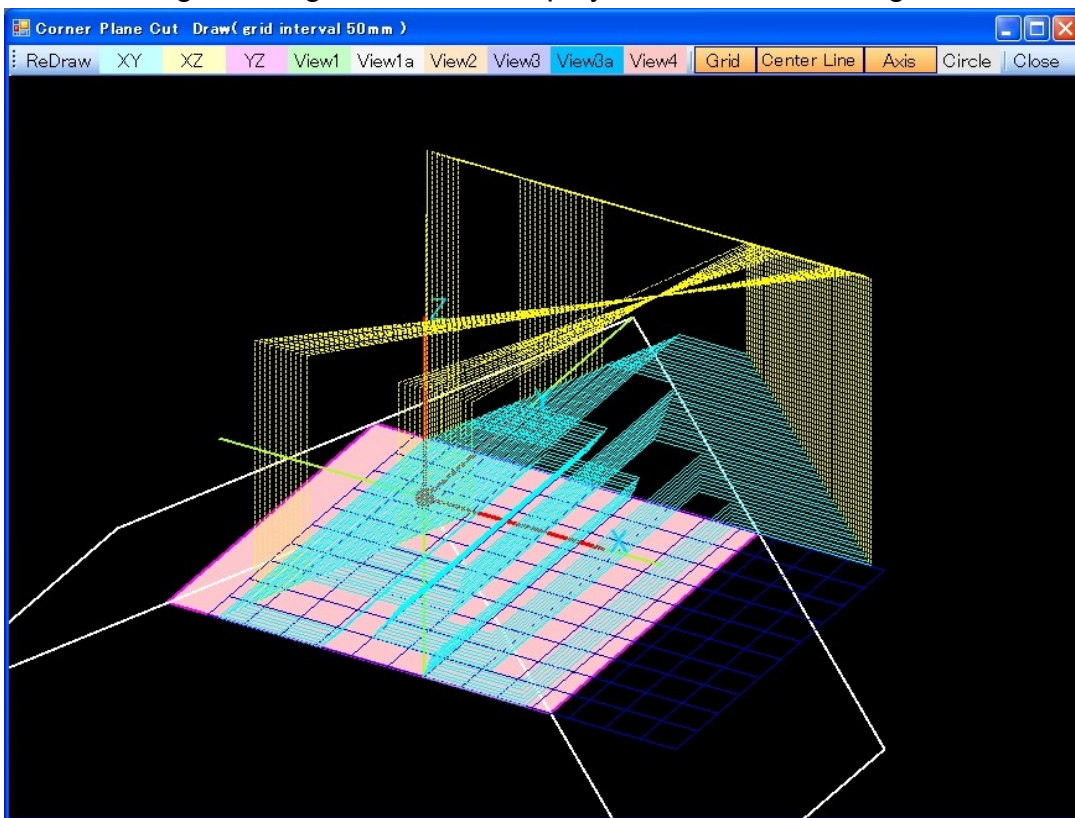 Corner Plane Cut Draw( grid interval 50mm )
ReDraw XY XZ YZ View1 View1a View2 View3 View3a View4 Grid Center Line Axis Circle Close
Z
Y
X